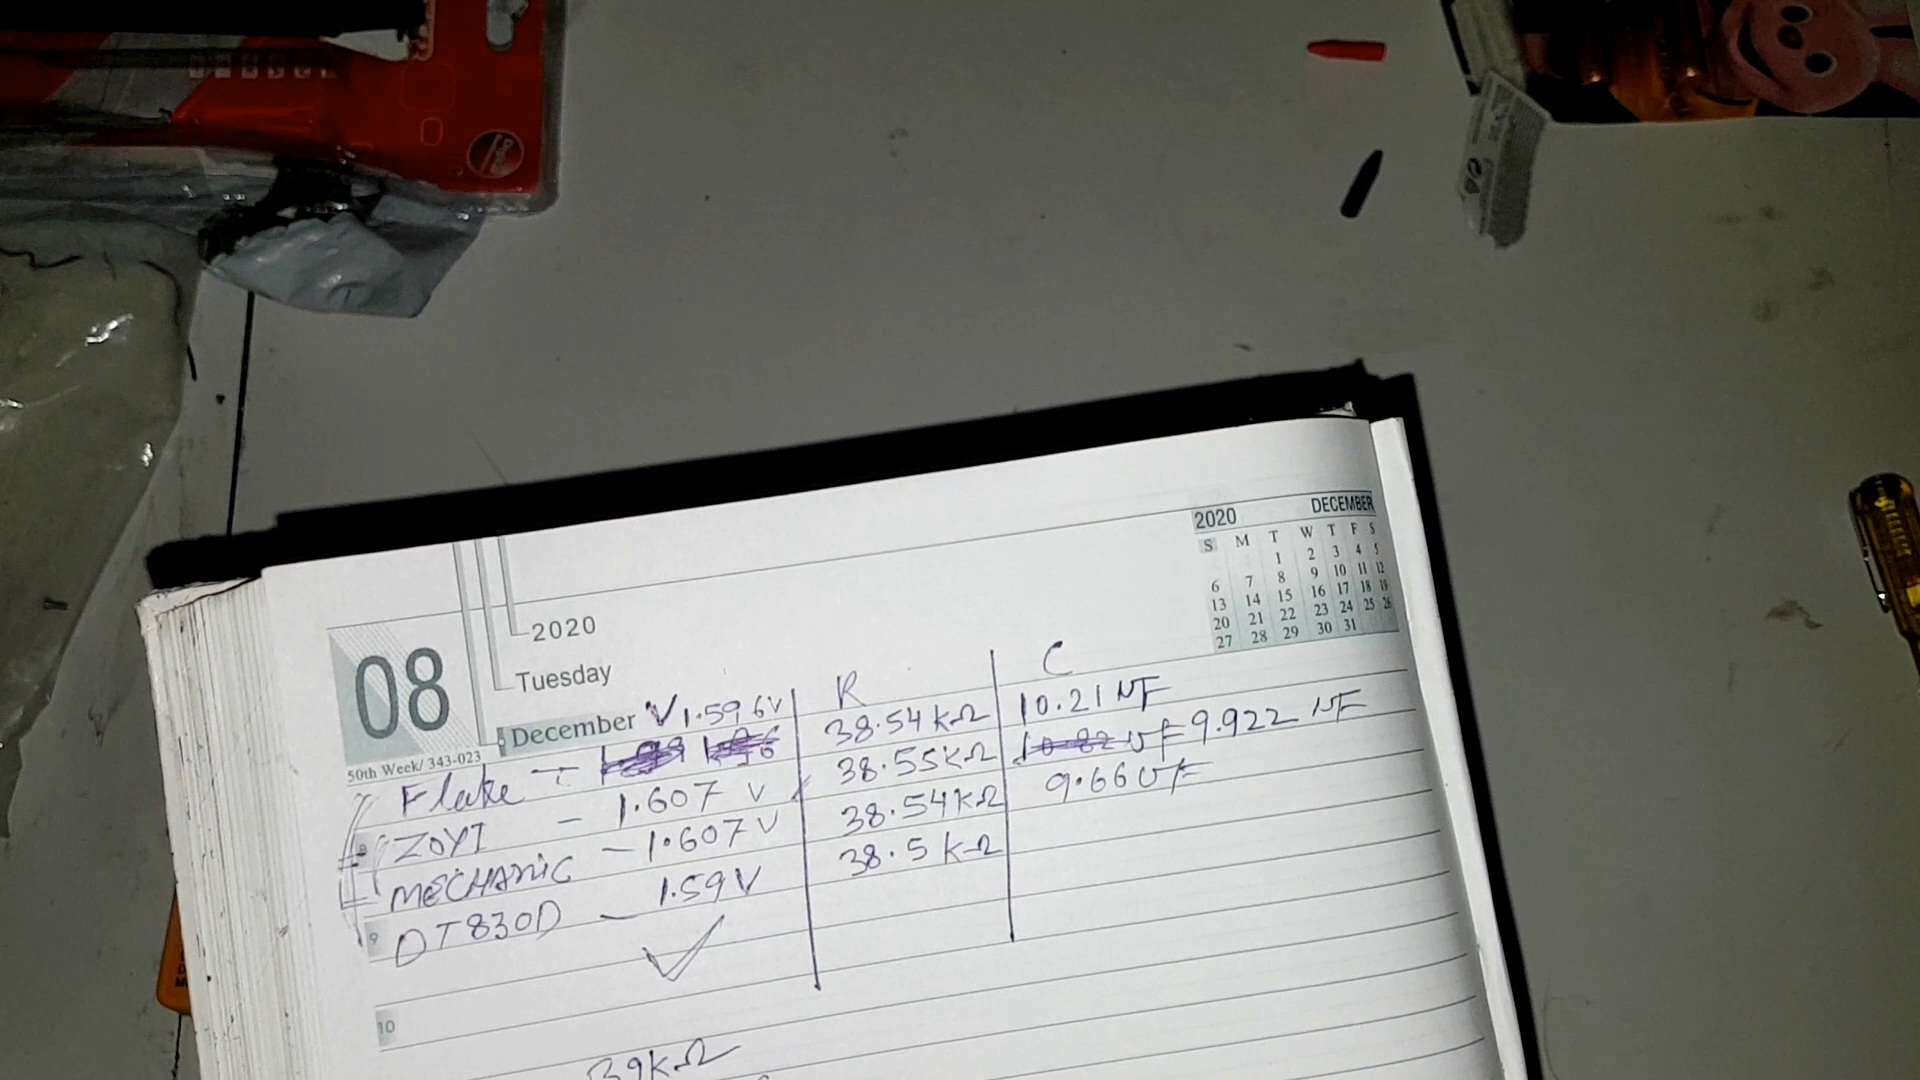 2020 DECEMBER
S M T W T F S
1 2 3 4 5
6 7 8 9 10 11 12
13 14 15 16 17 18 19
20 21 22 23 24 25 26
27 28 29 30 31
08
2020
Tuesday
December
50th Week/ 343-023
V R C
Flake - 1.596V 38.54 kΩ 10.21 NF
ZOYI - 1.607 V 38.55kΩ UF 9.922 NF
MECHANiC - 1.607V 38.54kΩ 9.66UF
DT830D - 1.59V 38.5 kΩ
9
10
39kΩ